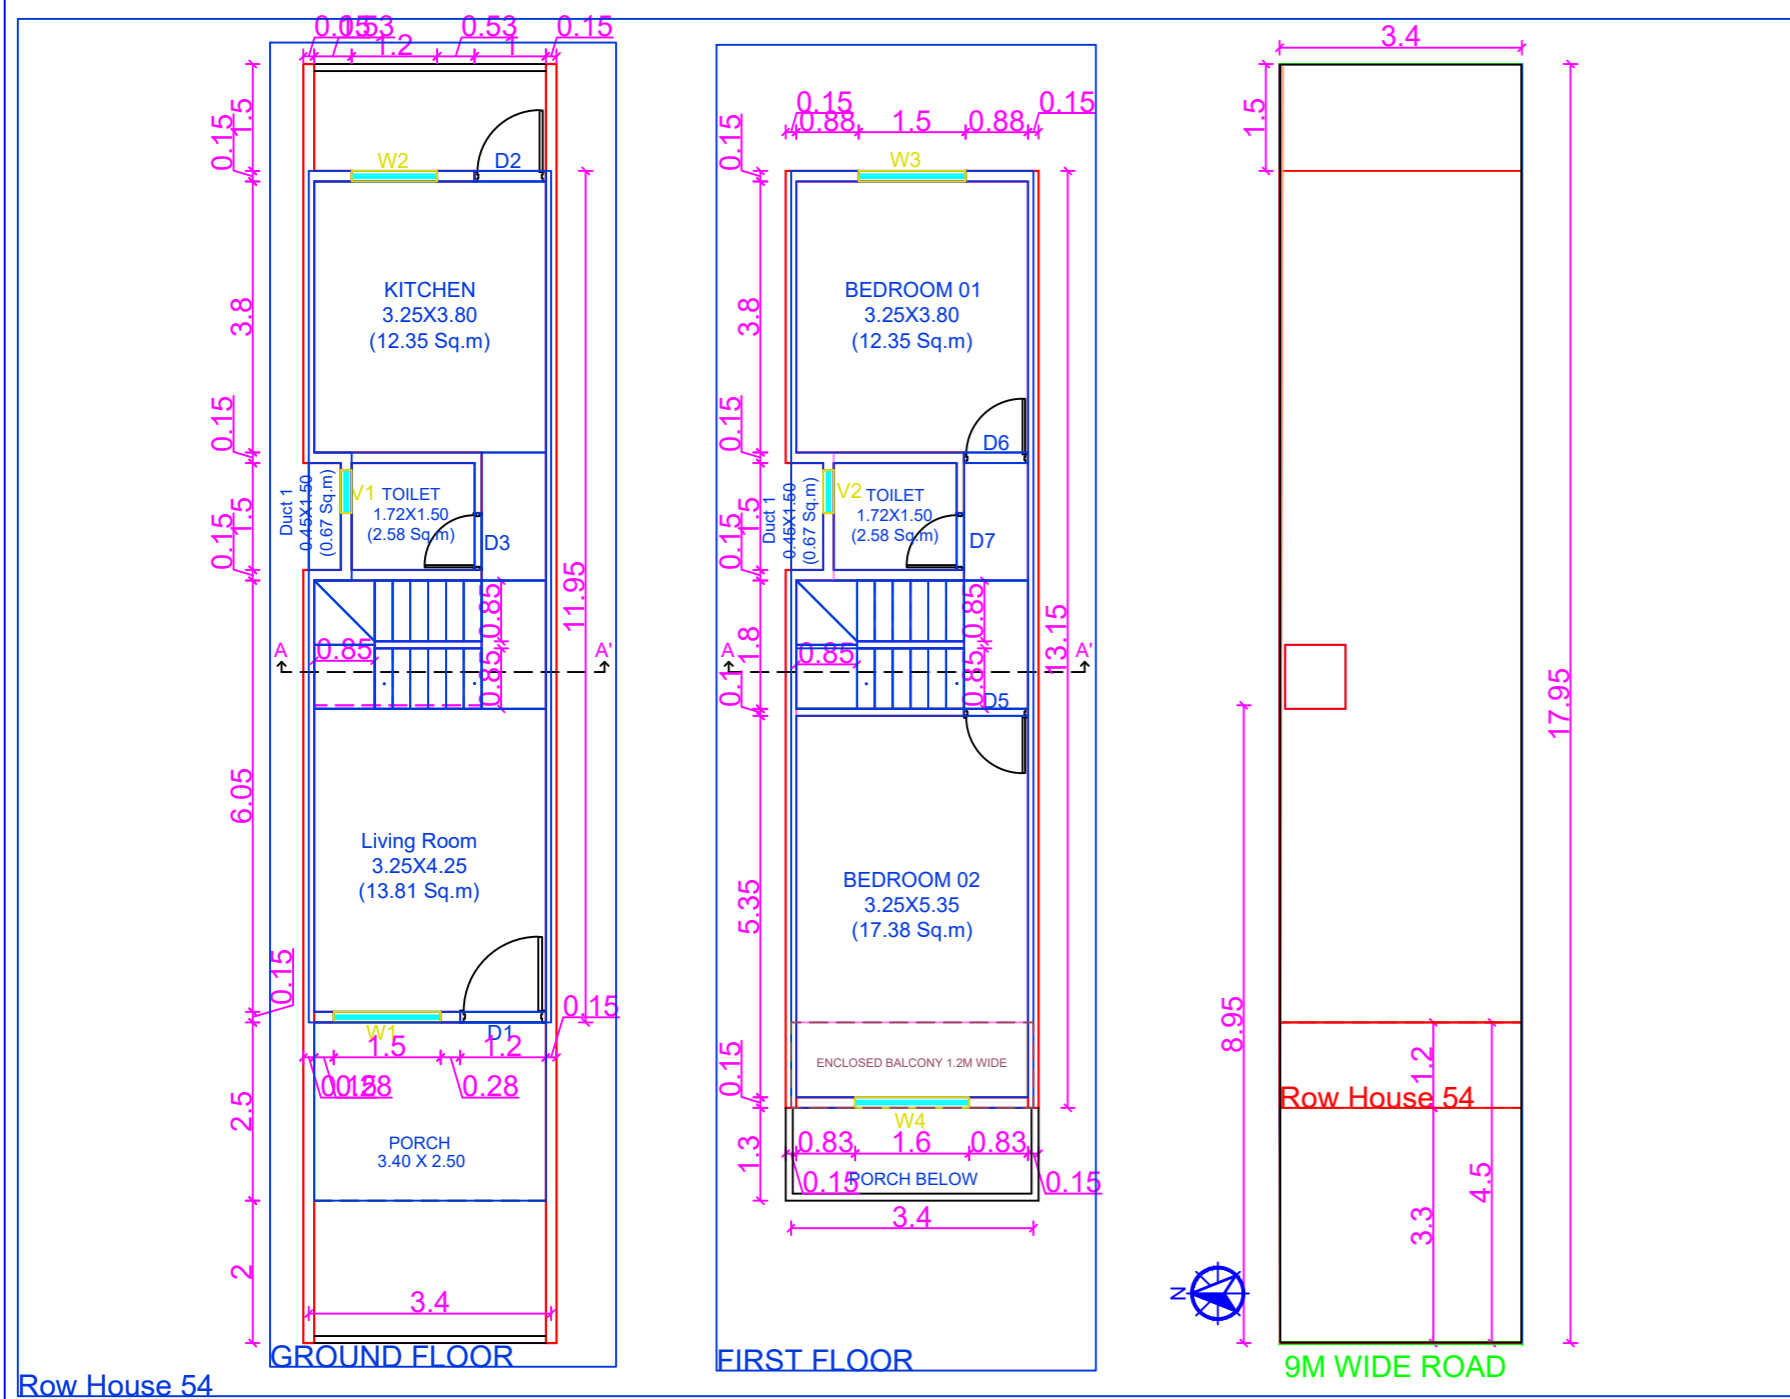 0.15
0.53
1.2
0.53
1
0.15
1.5
0.15
W2
D2
KITCHEN
3.25X3.80
(12.35 Sq.m)
3.8
0.15
Duct 1
0.45X1.50
(0.67 Sq.m)
V1
TOILET
1.72X1.50
(2.58 Sq.m)
D3
1.5
0.15
0.85
0.85
0.85
A
A'
11.95
6.05
Living Room
3.25X4.25
(13.81 Sq.m)
0.15
W1
D1
0.15
1.5
1.2
0.15
0.28
0.28
2.5
PORCH
3.40 X 2.50
2
3.4
GROUND FLOOR
0.15
0.88
1.5
0.88
0.15
0.15
W3
BEDROOM 01
3.25X3.80
(12.35 Sq.m)
3.8
D6
0.15
Duct 1
0.45X1.50
(0.67 Sq.m)
V2
TOILET
1.72X1.50
(2.58 Sq.m)
D7
1.5
0.15
0.85
1.8
0.85
0.85
A
A'
13.15
0.1
D5
BEDROOM 02
3.25X5.35
(17.38 Sq.m)
5.35
ENCLOSED BALCONY 1.2M WIDE
0.15
W4
0.83
1.6
0.83
1.3
0.15
PORCH BELOW
0.15
3.4
FIRST FLOOR
3.4
1.5
17.95
8.95
1.2
Row House 54
4.5
3.3
N
9M WIDE ROAD
Row House 54